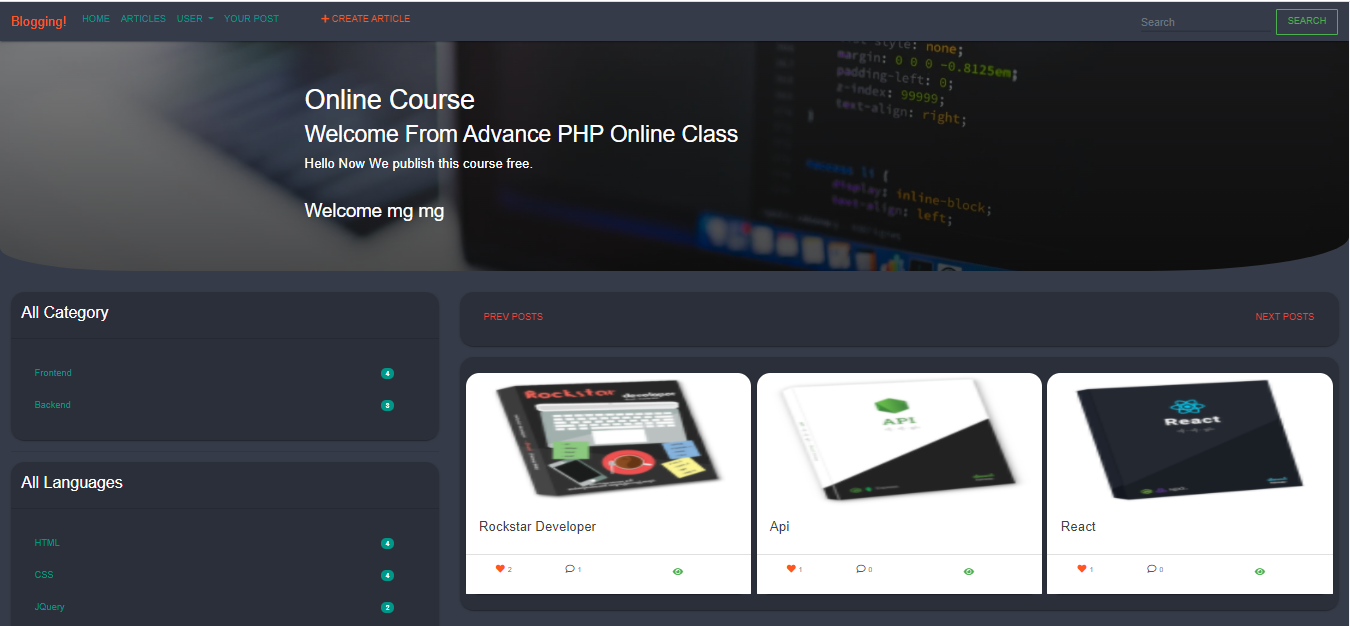 Blogging! HOME ARTICLES USER YOUR POST + CREATE ARTICLE Search SEARCH
list-style: none;
margin: 0 0 0 -0.8125em;
padding-left: 0;
z-index: 99999;
text-align: right;
}
li {
display: inline-block;
text-align: left;
Online Course
Welcome From Advance PHP Online Class
Hello Now We publish this course free.
Welcome mg mg
All Category
Frontend 4
Backend 3
All Languages
HTML 4
CSS 4
JQuery 2
PREV POSTS NEXT POSTS
Rockstar developer
Rockstar Developer
2 1
API
Api
1 0
React
React
1 0